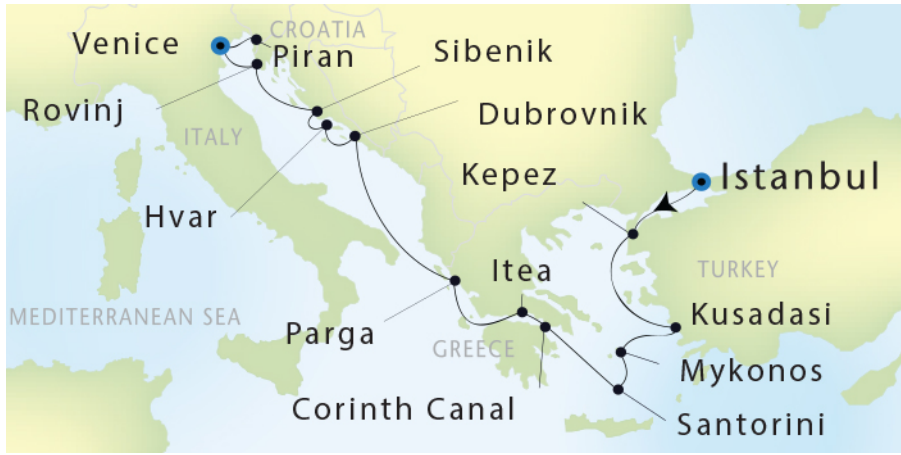 CROATIA
Venice
Piran
Sibenik
Rovinj
Dubrovnik
ITALY
Kepez
Istanbul
Hvar
Itea
TURKEY
MEDITERRANEAN SEA
Kusadasi
Parga
GREECE
Mykonos
Corinth Canal
Santorini